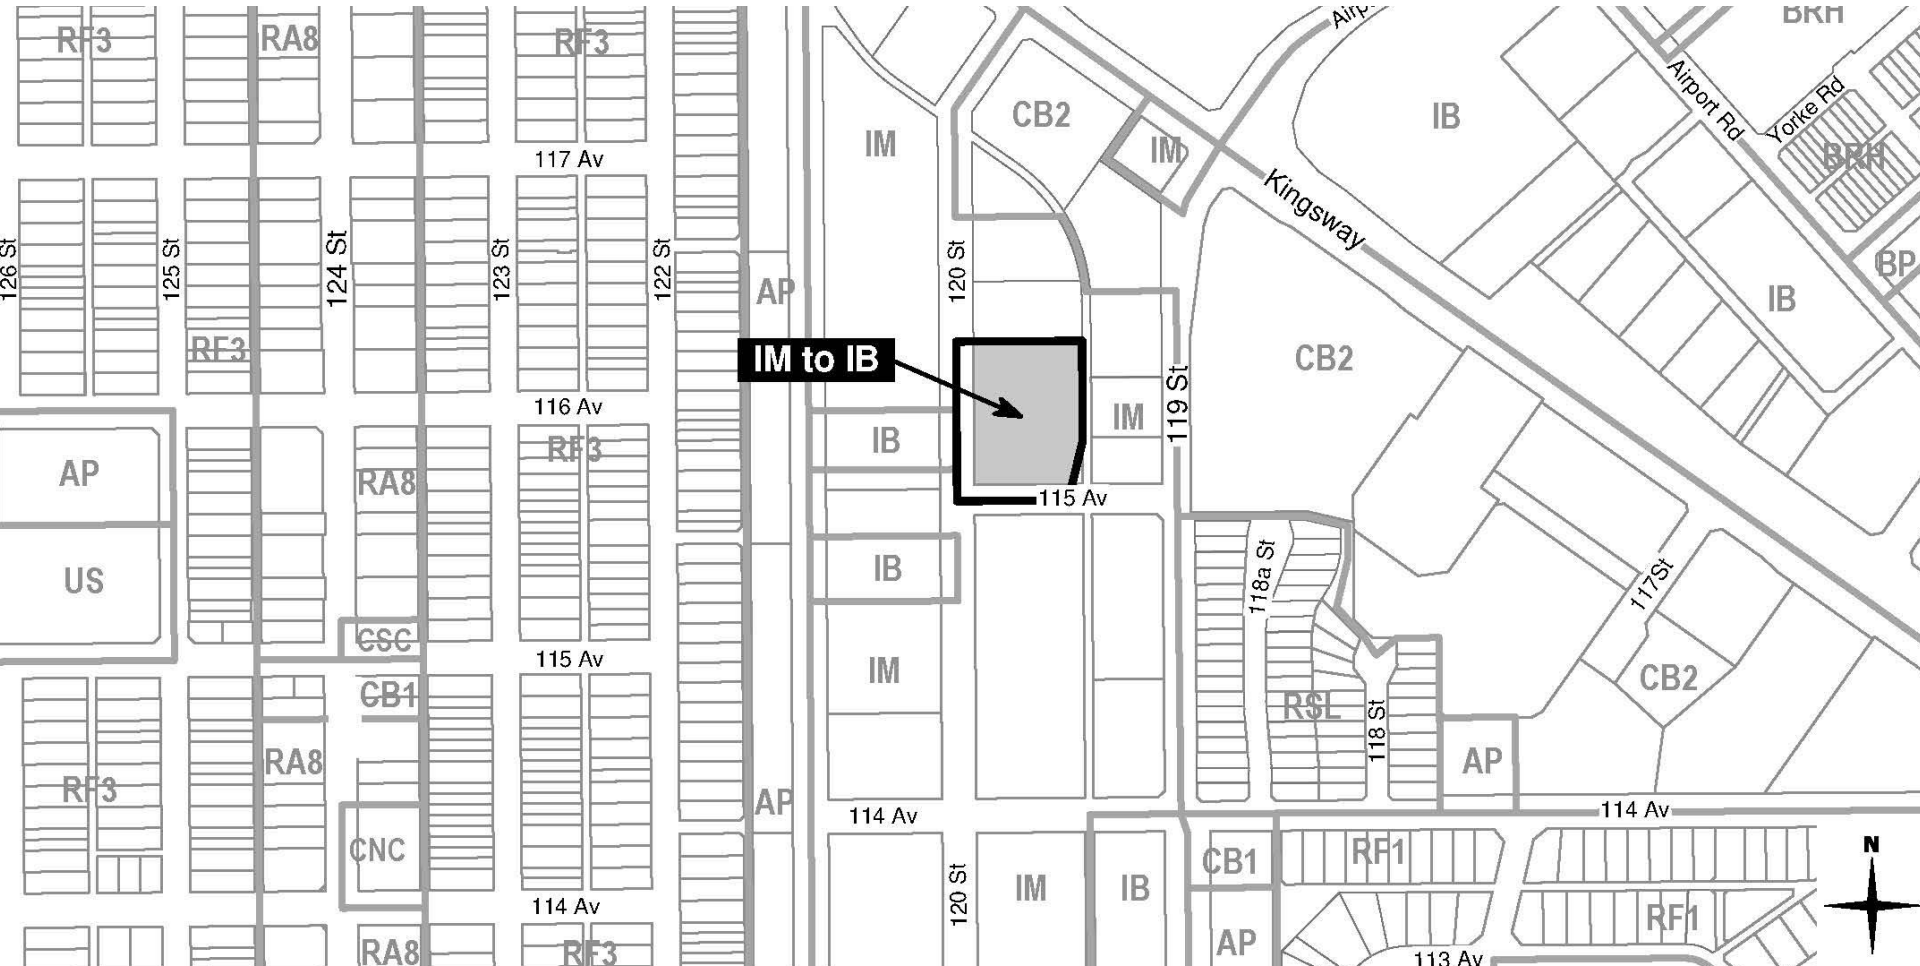 RF3
RA8
RF3
BRH
Airport Rd
Yorke Rd
IM
CB2
IM
IB
BRH
117 Av
Kingsway
126 St
125 St
124 St
123 St
122 St
AP
120 St
BP
IB
RF3
IM to IB
CB2
119 St
116 Av
IM
IB
AP
RA8
RF3
115 Av
US
IB
118a St
117 St
CSC
115 Av
IM
CB1
CB2
RSL
118 St
RA8
RF3
AP
AP
114 Av
114 Av
N
CNC
CB1
RF1
IM
IB
120 St
114 Av
RF1
RA8
RF3
AP
113 Av